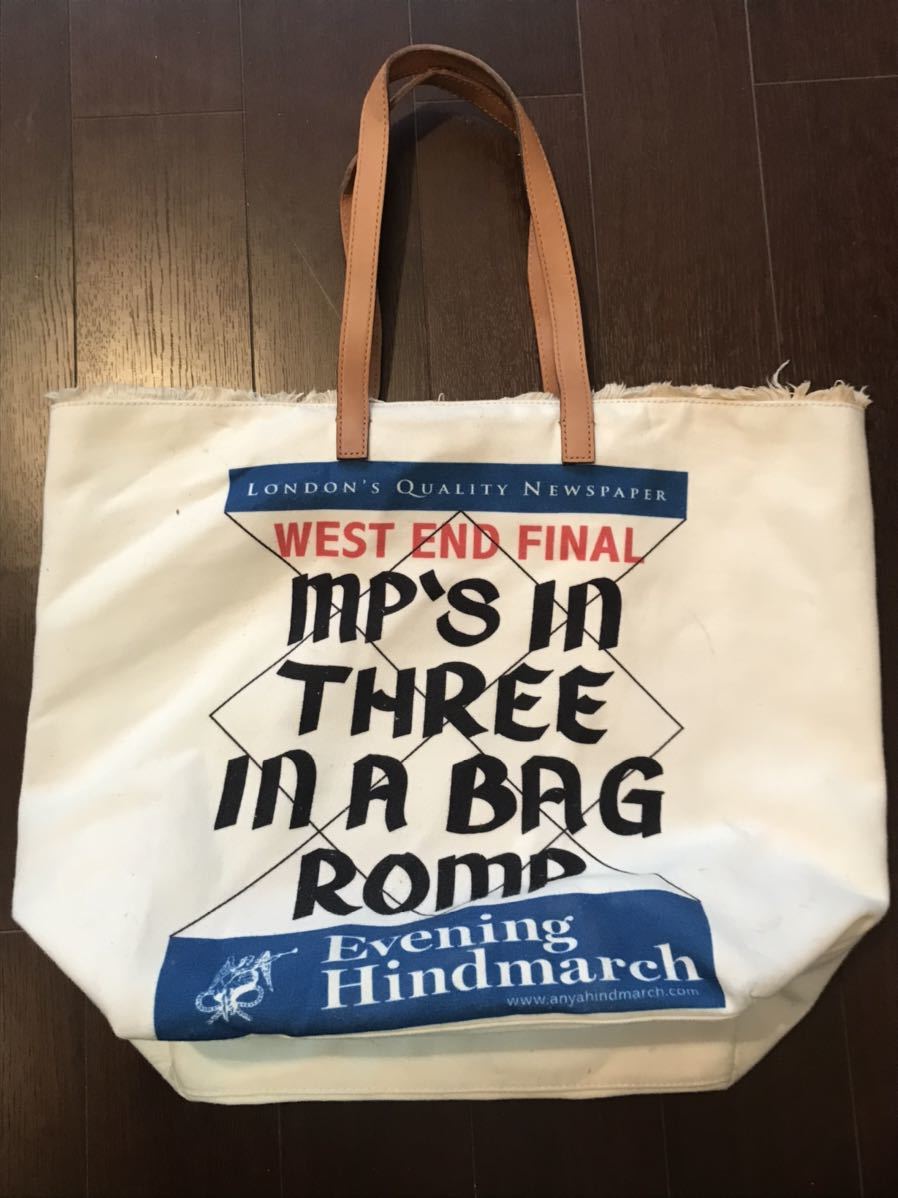 LONDON'S QUALITY NEWSPAPER
WEST END FINAL
MP'S IN
THREE
IN A BAG
ROMP
Evening
Hindmarch
www.anyahindmarch.com